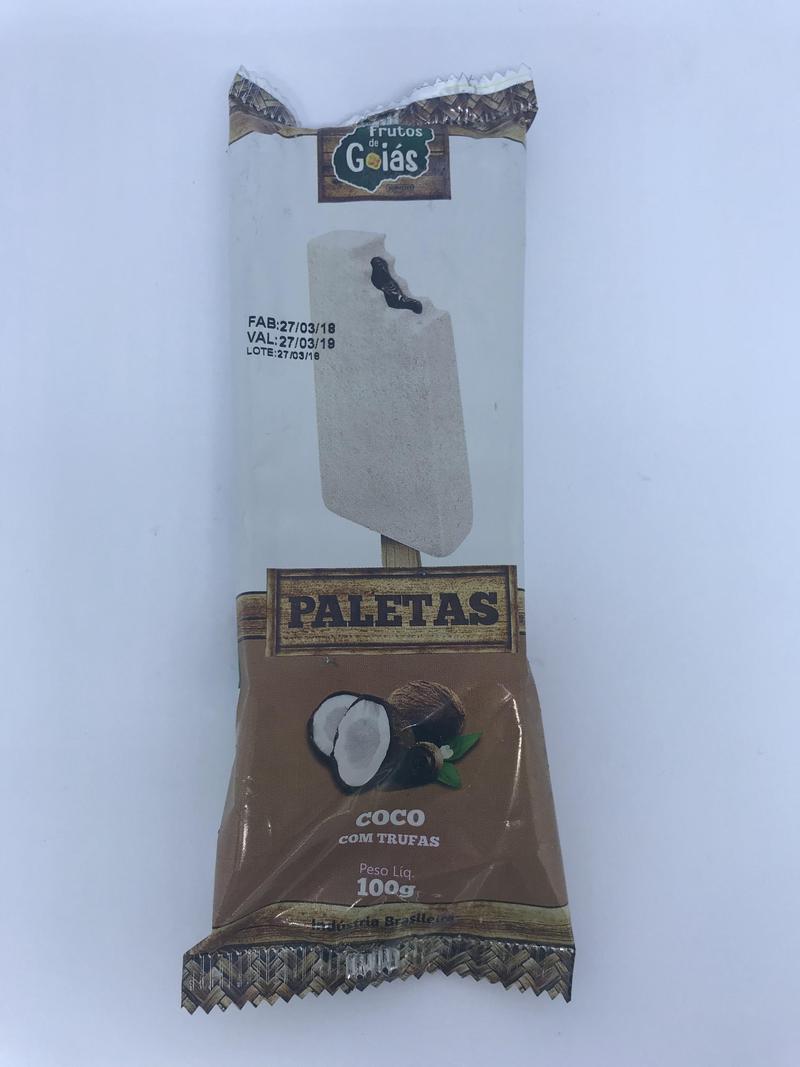 Frutos
de
Goiás
FAB:27/03/18
VAL:27/03/19
LOTE:27/03/18
PALETAS
COCO
COM TRUFAS
Peso Líq.
100g
Indústria Brasileira